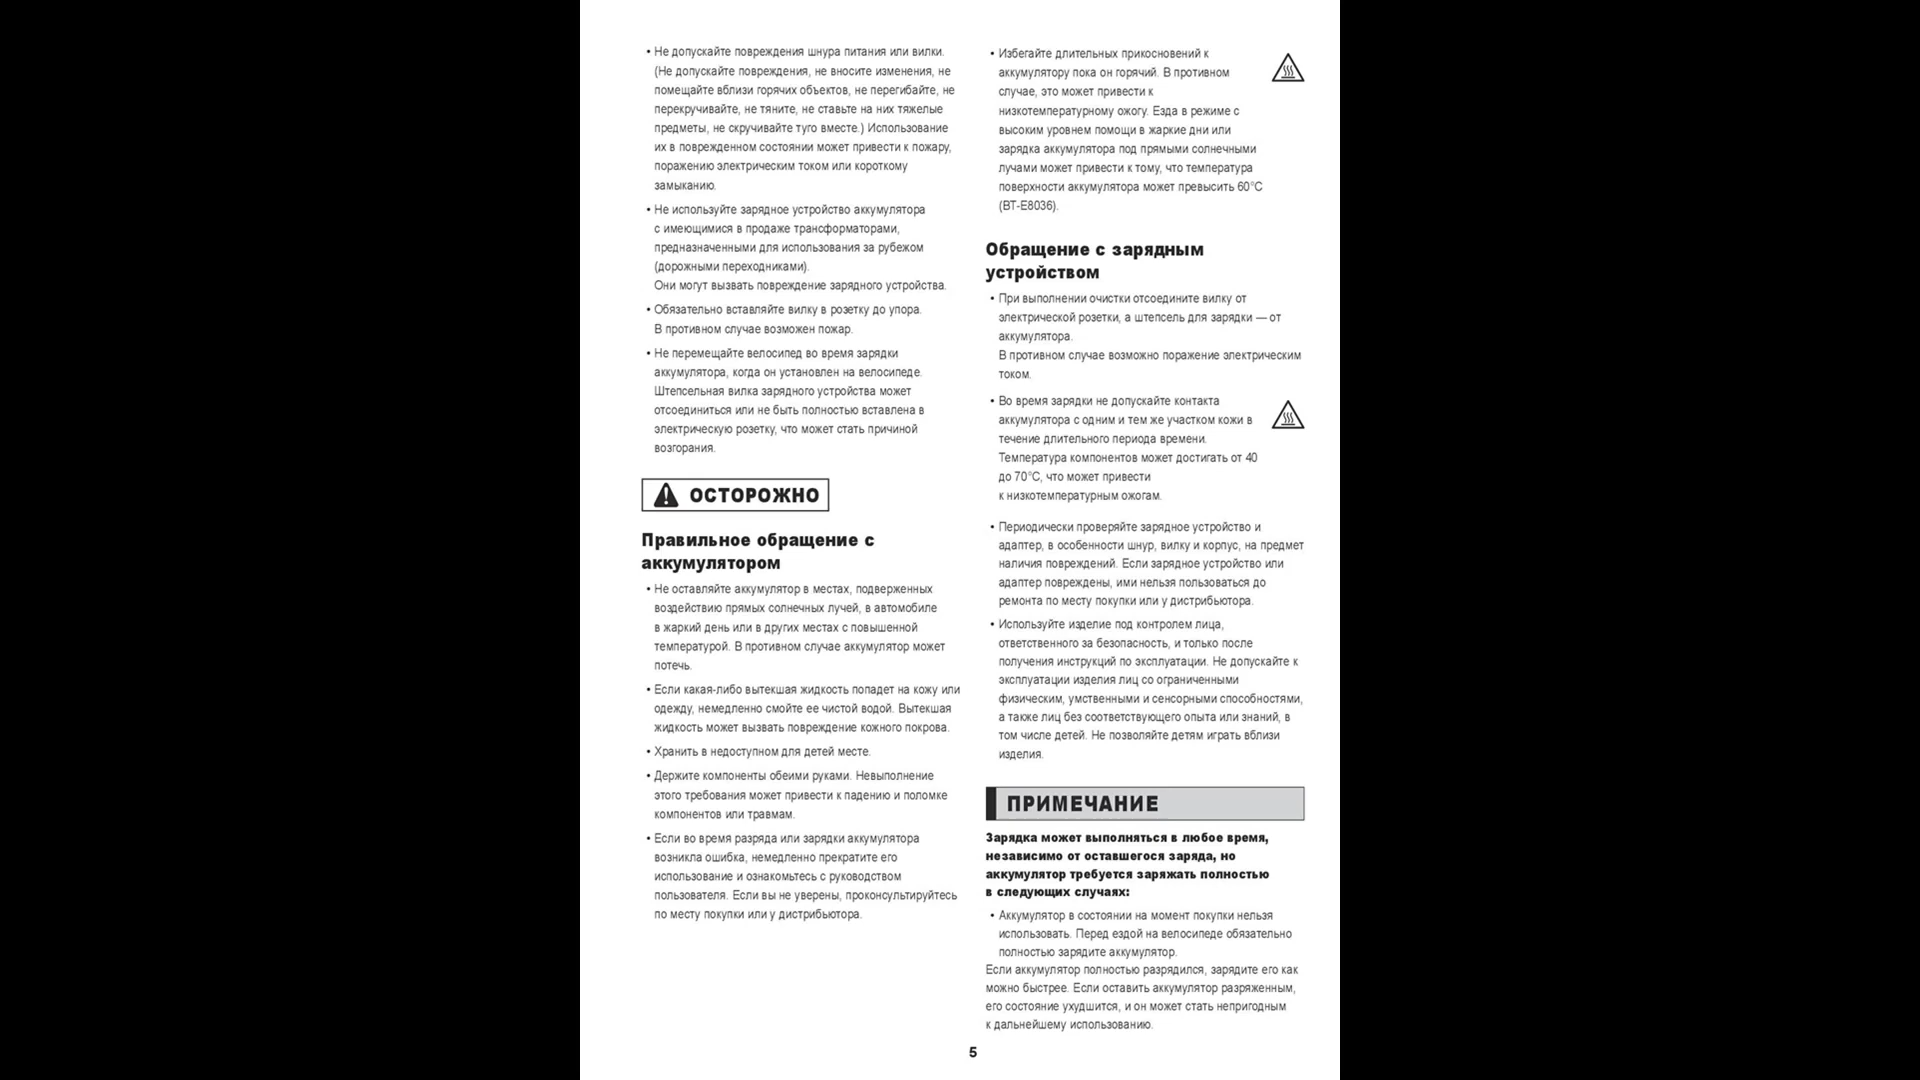 • Не допускайте повреждения шнура питания или вилки.
(Не допускайте повреждения, не вносите изменения, не
помещайте вблизи горячих объектов, не перегибайте, не
перекручивайте, не тяните, не ставьте на них тяжелые
предметы, не скручивайте туго вместе.) Использование
их в поврежденном состоянии может привести к пожару,
поражению электрическим током или короткому
замыканию.
• Не используйте зарядное устройство аккумулятора
с имеющимися в продаже трансформаторами,
предназначенными для использования за рубежом
(дорожными переходниками).
Они могут вызвать повреждение зарядного устройства.
• Обязательно вставляйте вилку в розетку до упора.
В противном случае возможен пожар.
• Не перемещайте велосипед во время зарядки
аккумулятора, когда он установлен на велосипеде.
Штепсельная вилка зарядного устройства может
отсоединиться или не быть полностью вставлена в
электрическую розетку, что может стать причиной
возгорания.
ОСТОРОЖНО
Правильное обращение с
аккумулятором
• Не оставляйте аккумулятор в местах, подверженных
воздействию прямых солнечных лучей, в автомобиле
в жаркий день или в других местах с повышенной
температурой. В противном случае аккумулятор может
потечь.
• Если какая-либо вытекшая жидкость попадет на кожу или
одежду, немедленно смойте ее чистой водой. Вытекшая
жидкость может вызвать повреждение кожного покрова.
• Хранить в недоступном для детей месте.
• Держите компоненты обеими руками. Невыполнение
этого требования может привести к падению и поломке
компонентов или травмам.
• Если во время разряда или зарядки аккумулятора
возникла ошибка, немедленно прекратите его
использование и ознакомьтесь с руководством
пользователя. Если вы не уверены, проконсультируйтесь
по месту покупки или у дистрибьютора.
• Избегайте длительных прикосновений к
аккумулятору пока он горячий. В противном
случае, это может привести к
низкотемпературному ожогу. Езда в режиме с
высоким уровнем помощи в жаркие дни или
зарядка аккумулятора под прямыми солнечными
лучами может привести к тому, что температура
поверхности аккумулятора может превысить 60°C
(BT-E8036).
Обращение с зарядным
устройством
• При выполнении очистки отсоедините вилку от
электрической розетки, а штепсель для зарядки — от
аккумулятора.
В противном случае возможно поражение электрическим
током.
• Во время зарядки не допускайте контакта
аккумулятора с одним и тем же участком кожи в
течение длительного периода времени.
Температура компонентов может достигать от 40
до 70°C, что может привести
к низкотемпературным ожогам.
• Периодически проверяйте зарядное устройство и
адаптер, в особенности шнур, вилку и корпус, на предмет
наличия повреждений. Если зарядное устройство или
адаптер повреждены, ими нельзя пользоваться до
ремонта по месту покупки или у дистрибьютора.
• Используйте изделие под контролем лица,
ответственного за безопасность, и только после
получения инструкций по эксплуатации. Не допускайте к
эксплуатации изделия лиц со ограниченными
физическим, умственными и сенсорными способностями,
а также лиц без соответствующего опыта или знаний, в
том числе детей. Не позволяйте детям играть вблизи
изделия.
ПРИМЕЧАНИЕ
Зарядка может выполняться в любое время,
независимо от оставшегося заряда, но
аккумулятор требуется заряжать полностью
в следующих случаях:
• Аккумулятор в состоянии на момент покупки нельзя
использовать. Перед ездой на велосипеде обязательно
полностью зарядите аккумулятор.
Если аккумулятор полностью разрядился, зарядите его как
можно быстрее. Если оставить аккумулятор разряженным,
его состояние ухудшится, и он может стать непригодным
к дальнейшему использованию.
5